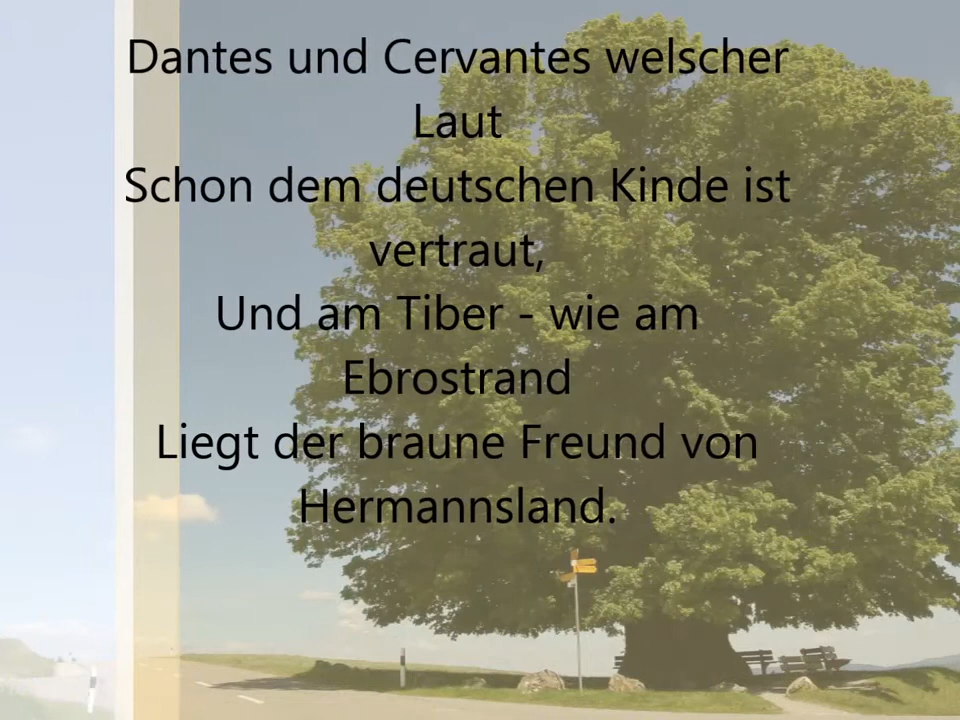 Dantes und Cervantes welscher
Laut
Schon dem deutschen Kinde ist
vertraut,
Und am Tiber - wie am
Ebrostrand
Liegt der braune Freund von
Hermannsland.